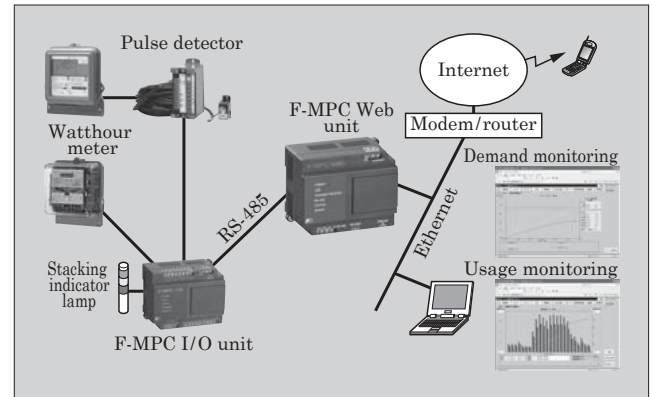 Pulse detector
Internet
Watthour
meter
F-MPC Web
unit
Modem/router
Demand monitoring
RS-485
Ethernet
Stacking
indicator
lamp
Usage monitoring
F-MPC I/O unit